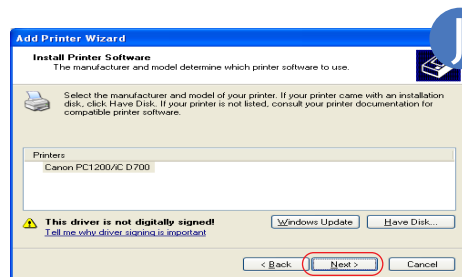 Add Printer Wizard
J
Install Printer Software
The manufacturer and model determine which printer software to use.
Select the manufacturer and model of your printer. If your printer came with an installation
disk, click Have Disk. If your printer is not listed, consult your printer documentation for
compatible printer software.
Printers
Canon PC1200/iC D700
This driver is not digitally signed!
Tell me why driver signing is important
Windows Update
Have Disk...
< Back
Next >
Cancel